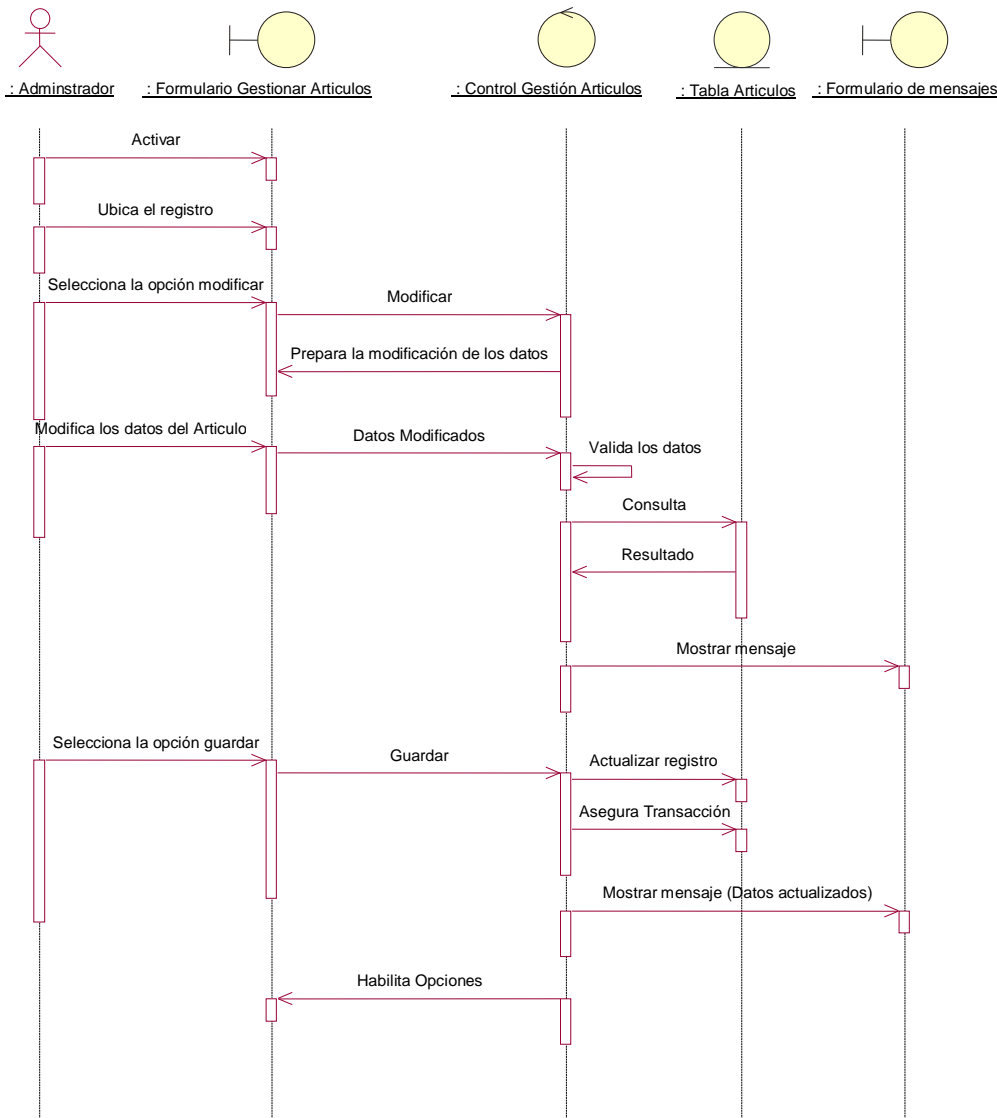 : Adminstrador
: Formulario Gestionar Articulos
: Control Gestión Articulos
: Tabla Articulos
: Formulario de mensajes
Activar
Ubica el registro
Selecciona la opción modificar
Modificar
Prepara la modificación de los datos
Modifica los datos del Articulo
Datos Modificados
Valida los datos
Consulta
Resultado
Mostrar mensaje
Selecciona la opción guardar
Guardar
Actualizar registro
Asegura Transacción
Mostrar mensaje (Datos actualizados)
Habilita Opciones